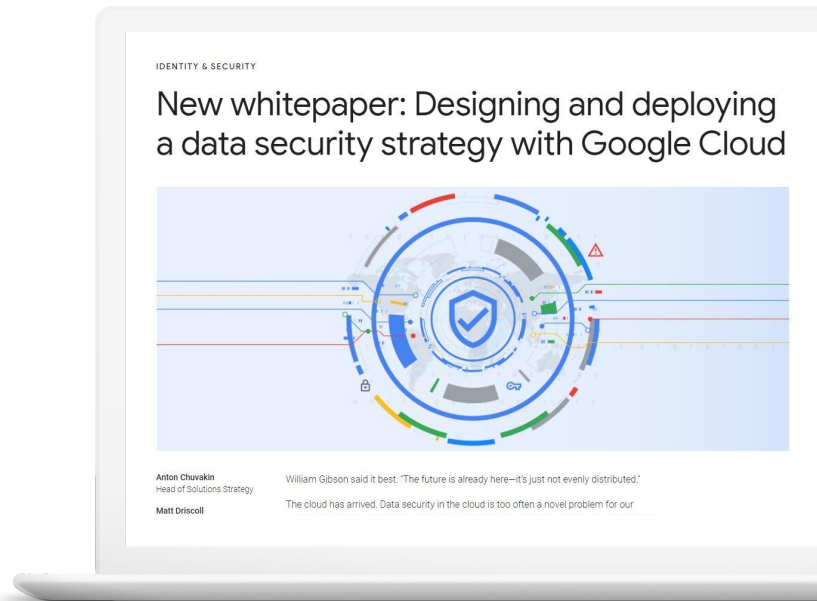 IDENTITY & SECURITY
New whitepaper: Designing and deploying
a data security strategy with Google Cloud
Anton Chuvakin
Head of Solutions Strategy
Matt Driscoll
William Gibson said it best: “The future is already here—it’s just not evenly distributed.”
The cloud has arrived. Data security in the cloud is too often a novel problem for our